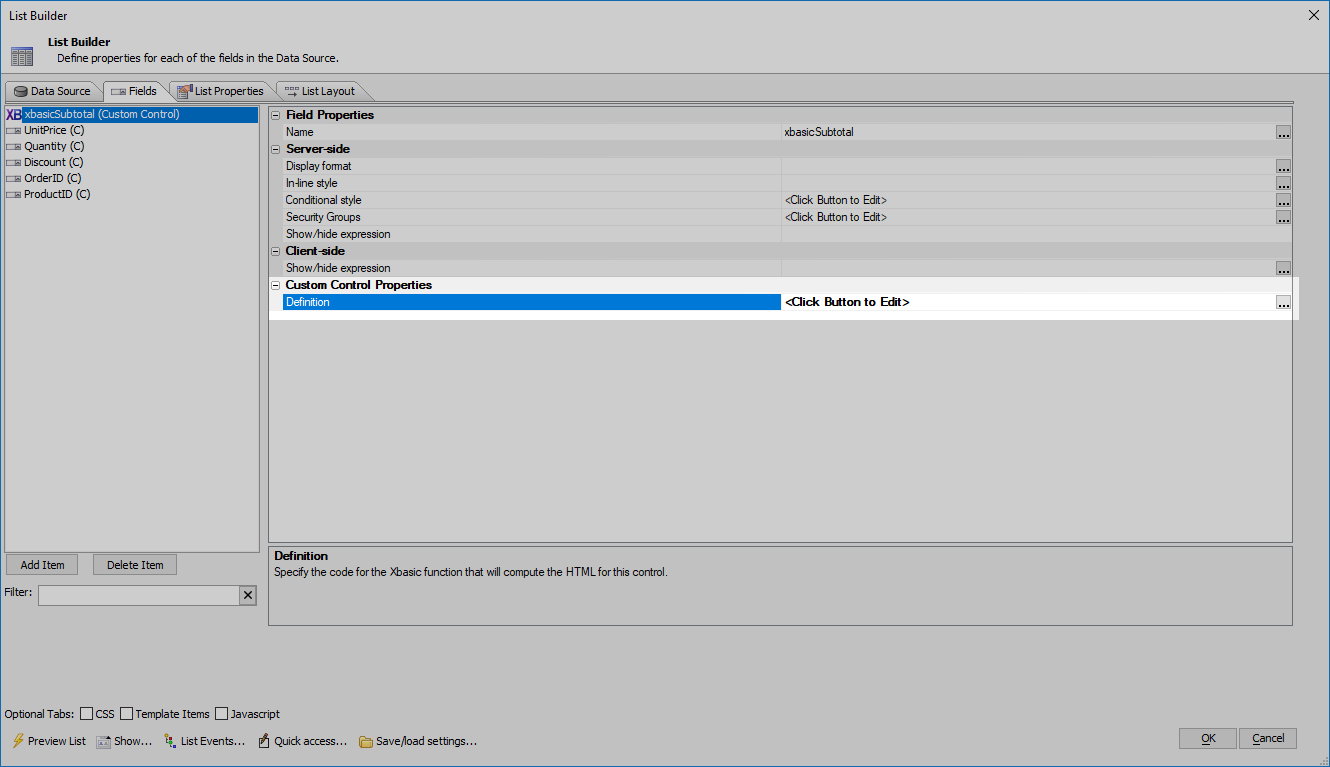 List Builder
List Builder
Define properties for each of the fields in the Data Source.
Data Source Fields List Properties List Layout
XB xbasicSubtotal (Custom Control)
UnitPrice (C)
Quantity (C)
Discount (C)
OrderID (C)
ProductID (C)
Field Properties
Name xbasicSubtotal ...
Server-side
Display format ...
In-line style ...
Conditional style <Click Button to Edit> ...
Security Groups <Click Button to Edit> ...
Show/hide expression
Client-side
Show/hide expression ...
Custom Control Properties
Definition <Click Button to Edit> ...
Add Item Delete Item
Filter:
Definition
Specify the code for the Xbasic function that will compute the HTML for this control.
Optional Tabs: CSS Template Items Javascript
Preview List Show... List Events... Quick access... Save/load settings...
OK Cancel